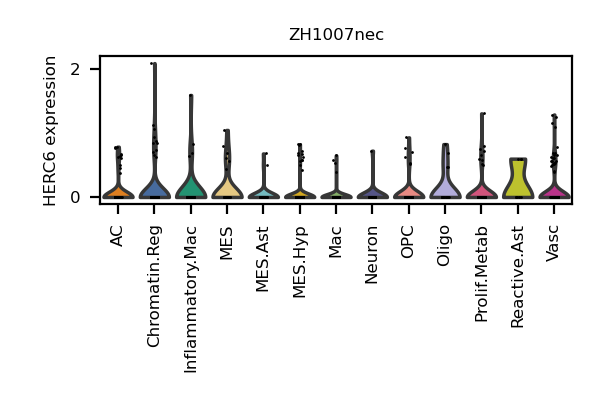 ZH1007nec
HERC6 expression
2
0
AC
Chromatin.Reg
Inflammatory.Mac
MES
MES.Ast
MES.Hyp
Mac
Neuron
OPC
Oligo
Prolif.Metab
Reactive.Ast
Vasc